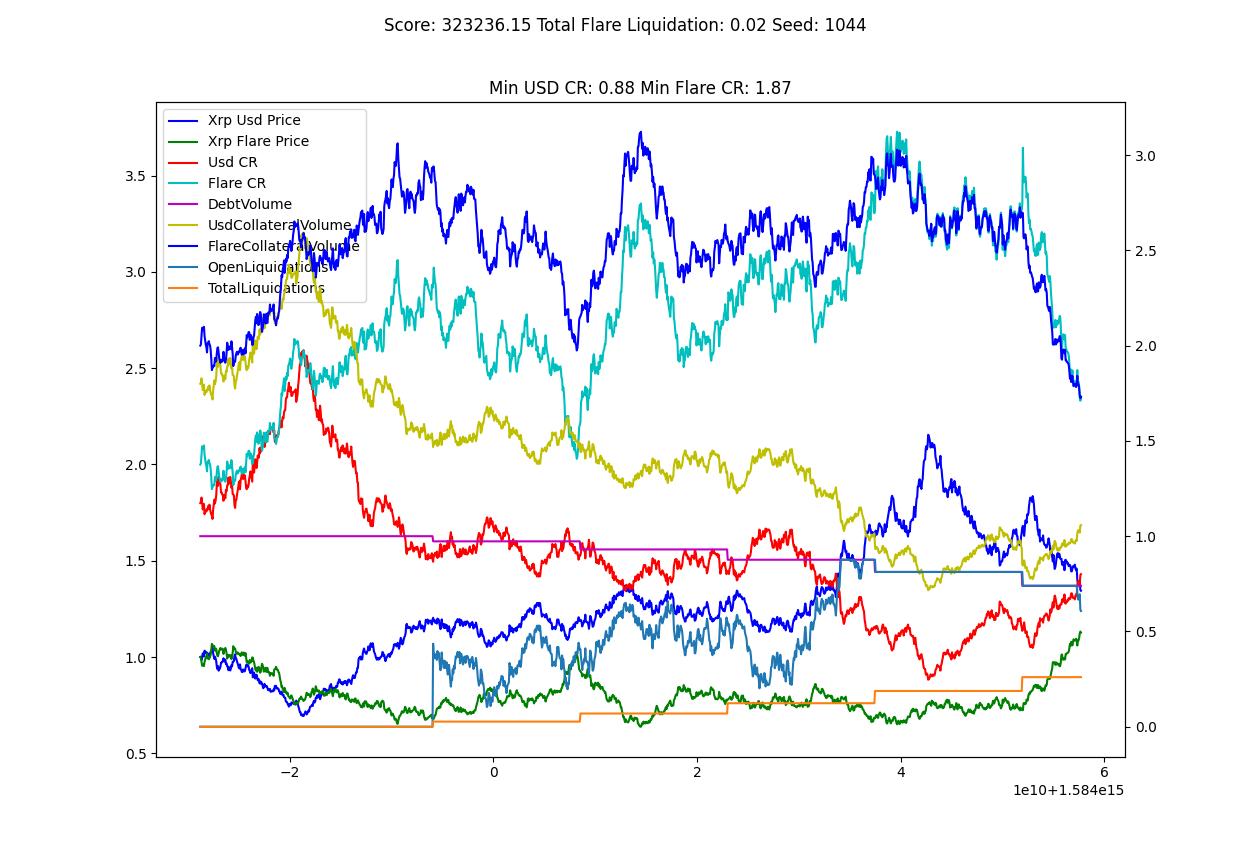 Score: 323236.15 Total Flare Liquidation: 0.02 Seed: 1044
Min USD CR: 0.88 Min Flare CR: 1.87
Xrp Usd Price
Xrp Flare Price
Usd CR
Flare CR
DebtVolume
UsdCollateralVolume
FlareCollateralVolume
OpenLiquidations
TotalLiquidations
3.5
3.0
2.5
2.0
1.5
1.0
0.5
3.0
2.5
2.0
1.5
1.0
0.5
0.0
−2
0
2
4
6
1e10+1.584e15